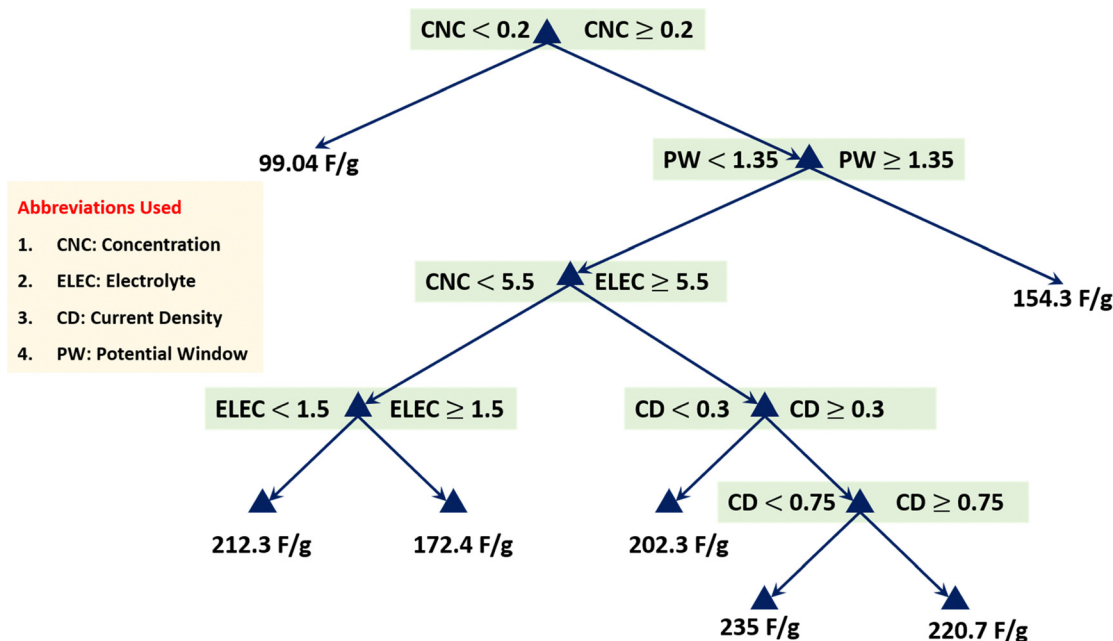 CNC < 0.2 CNC ≥ 0.2
99.04 F/g
PW < 1.35 PW ≥ 1.35
Abbreviations Used
1. CNC: Concentration
2. ELEC: Electrolyte
3. CD: Current Density
4. PW: Potential Window
CNC < 5.5 ELEC ≥ 5.5
154.3 F/g
ELEC < 1.5 ELEC ≥ 1.5
CD < 0.3 CD ≥ 0.3
212.3 F/g
172.4 F/g
202.3 F/g
CD < 0.75 CD ≥ 0.75
235 F/g
220.7 F/g